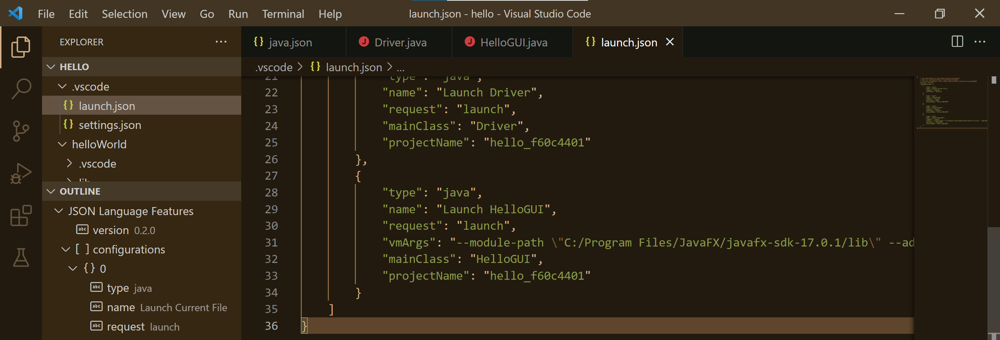 File Edit Selection View Go Run Terminal Help launch.json - hello - Visual Studio Code
EXPLORER
HELLO
.vscode
launch.json
settings.json
helloWorld
.vscode
lib
OUTLINE
JSON Language Features
version 0.2.0
[ ] configurations
{} 0
type java
name Launch Current File
request launch
{} java.json
J Driver.java
J HelloGUI.java
{} launch.json
.vscode > {} launch.json > ...
21 "type": "java",
22 "name": "Launch Driver",
23 "request": "launch",
24 "mainClass": "Driver",
25 "projectName": "hello_f60c4401"
26 },
27 {
28 "type": "java",
29 "name": "Launch HelloGUI",
30 "request": "launch",
31 "vmArgs": "--module-path \"C:/Program Files/JavaFX/javafx-sdk-17.0.1/lib\" --ad
32 "mainClass": "HelloGUI",
33 "projectName": "hello_f60c4401"
34 }
35 ]
36 }